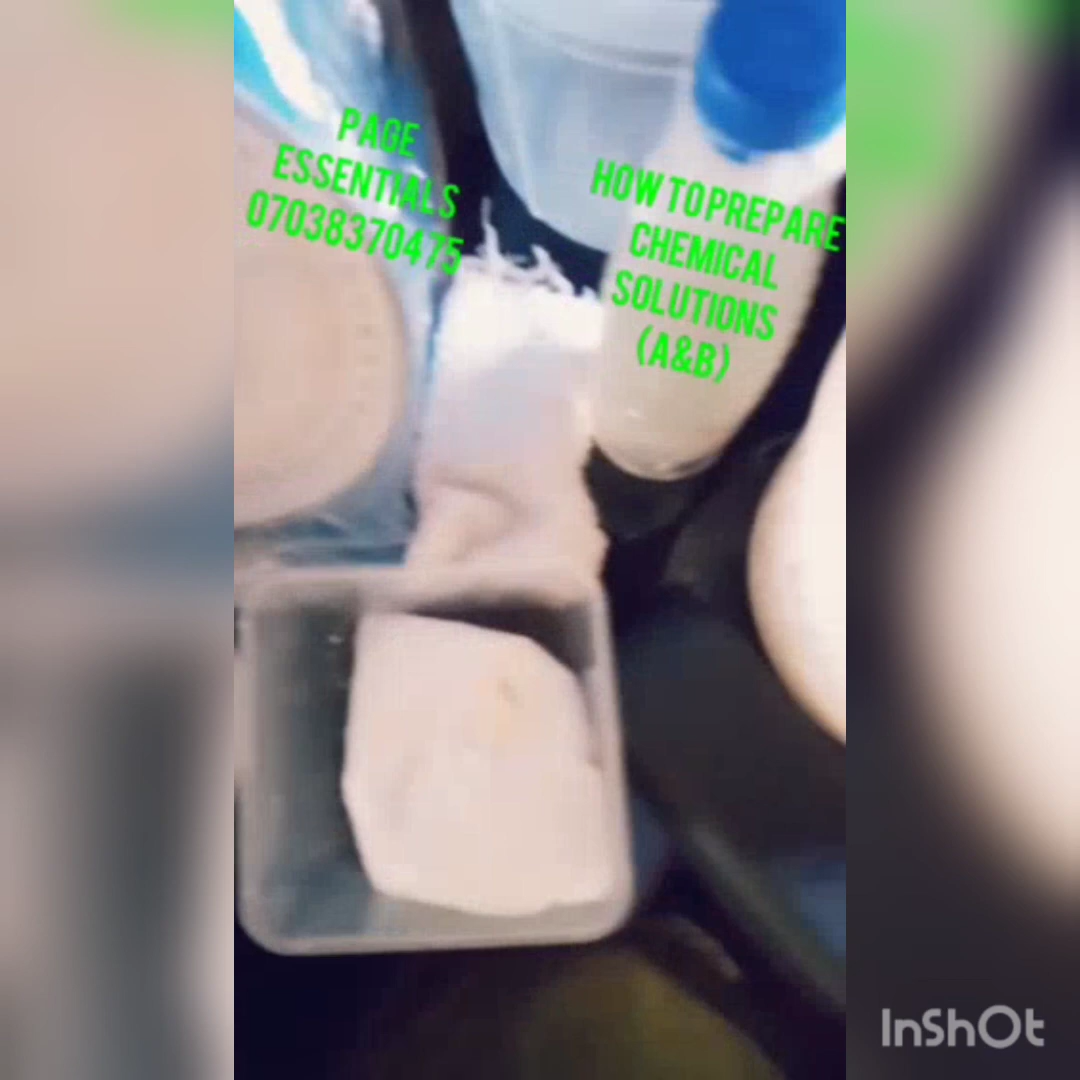 PAGE
ESSENTIALS
07038370475
HOW TO PREPARE
CHEMICAL
SOLUTIONS
(A&B)
InShOt